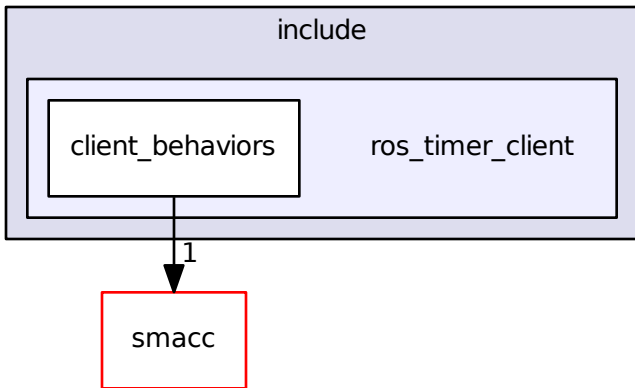 include
client_behaviors
ros_timer_client
1
smacc